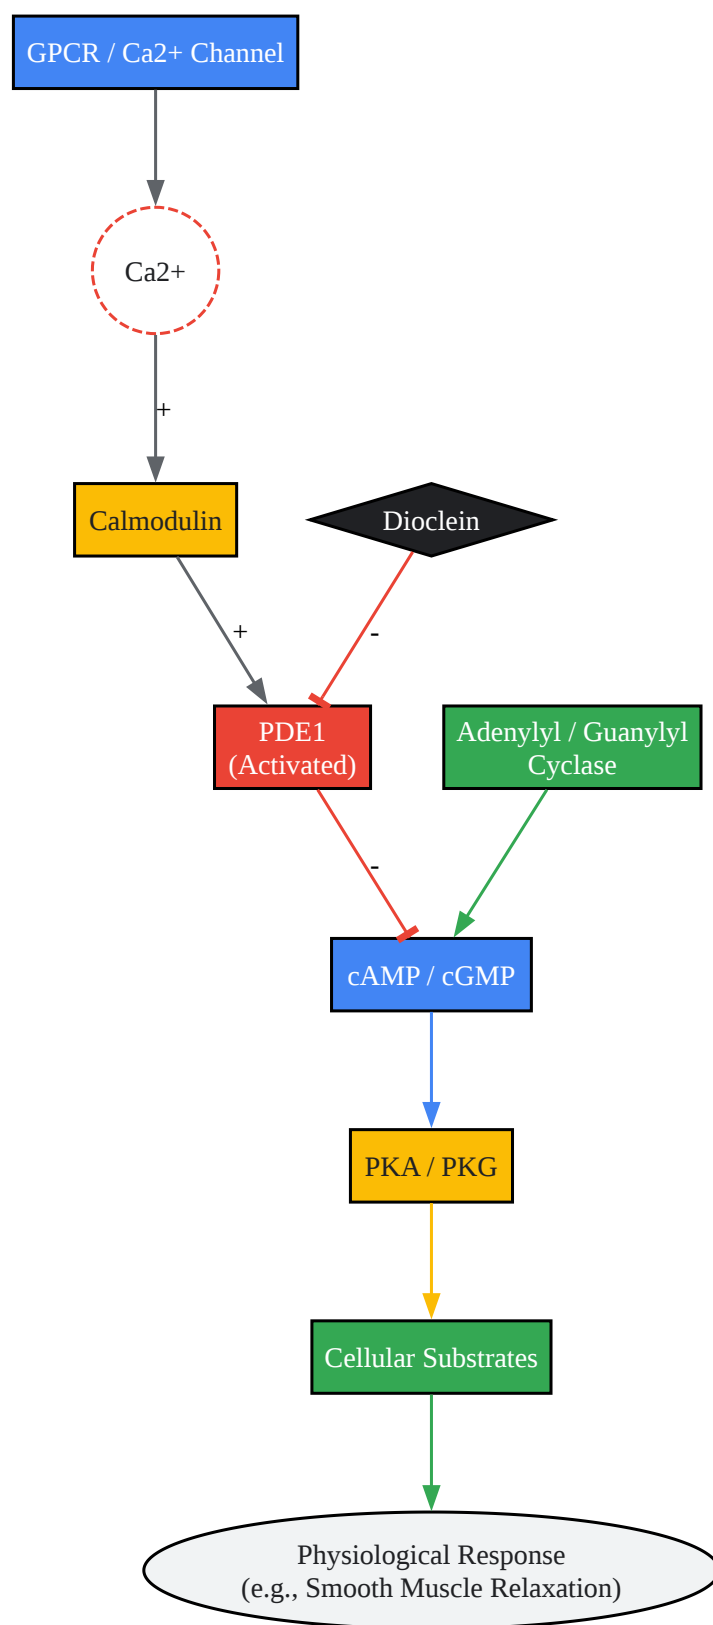 GPCR / Ca2+ Channel
Ca2+
+
Calmodulin
Dioclein
+
-
PDE1
(Activated)
Adenylyl / Guanylyl
Cyclase
-
cAMP / cGMP
PKA / PKG
Cellular Substrates
Physiological Response
(e.g., Smooth Muscle Relaxation)